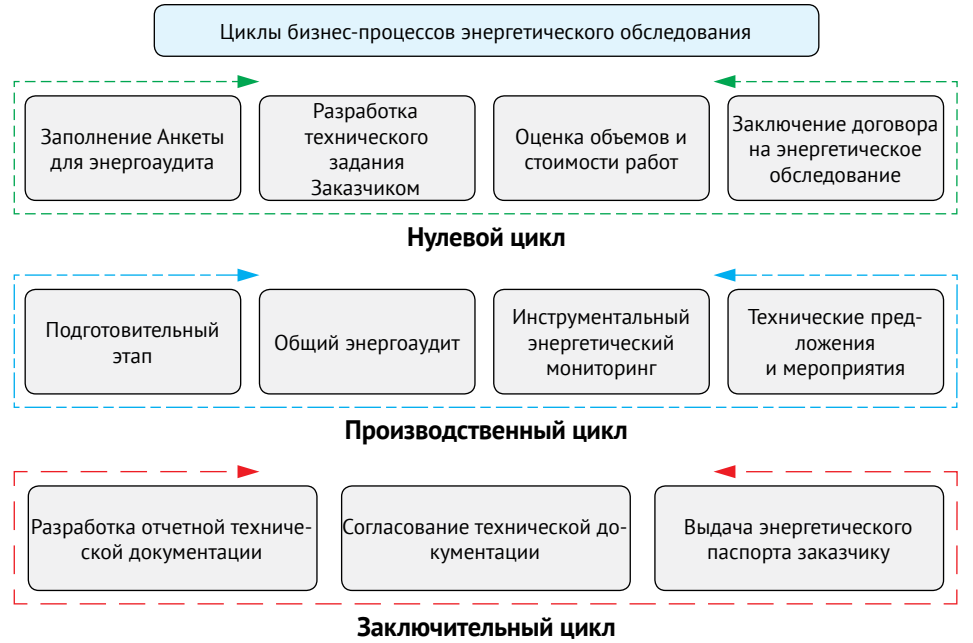 Циклы бизнес-процессов энергетического обследования
Заполнение Анкеты
для энергоаудита
Разработка
технического
задания
Заказчиком
Оценка объемов и
стоимости работ
Заключение договора
на энергетическое
обследование
Нулевой цикл
Подготовительный
этап
Общий энергоаудит
Инструментальный
энергетический
мониторинг
Технические пред-
ложения
и мероприятия
Производственный цикл
Разработка отчетной техниче-
ской документации
Согласование технической до-
кументации
Выдача энергетического
паспорта заказчику
Заключительный цикл